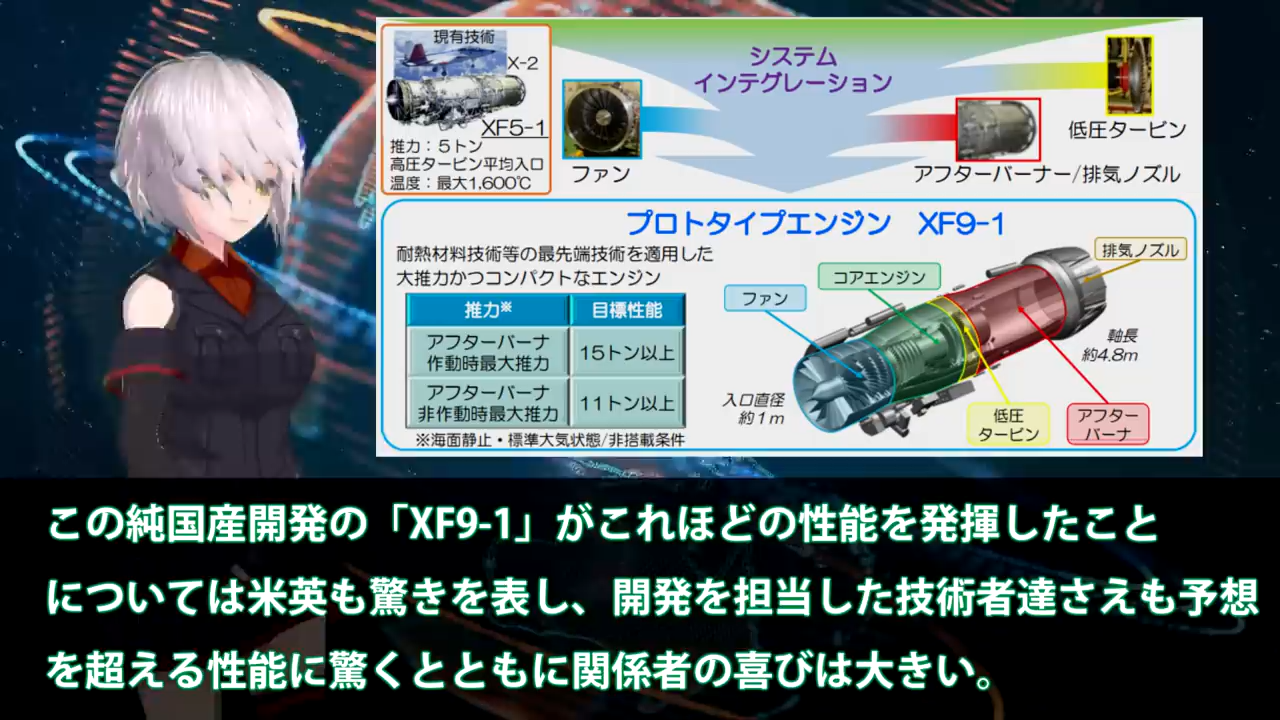 現有技術
X-2
XF5-1
推力：５トン
高圧タービン平均入口
温度：最大1,600℃
システム
インテグレーション
ファン
低圧タービン
アフターバーナー/排気ノズル
プロトタイプエンジン　XF9-1
耐熱材料技術等の最先端技術を適用した
大推力かつコンパクトなエンジン
推力※
目標性能
アフターバーナ
作動時最大推力
15トン以上
アフターバーナ
非作動時最大推力
11トン以上
※海面静止・標準大気状態/非搭載条件
ファン
コアエンジン
排気ノズル
軸長
約4.8m
入口直径
約１ｍ
低圧
タービン
アフター
バーナ
この純国産開発の「XF9-1」がこれほどの性能を発揮したこと
については米英も驚きを表し、開発を担当した技術者達さえも予想
を超える性能に驚くとともに関係者の喜びは大きい。